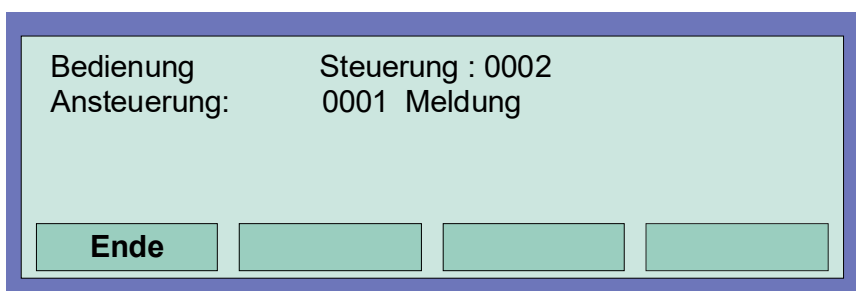 Bedienung Steuerung : 0002
Ansteuerung: 0001 Meldung
Ende